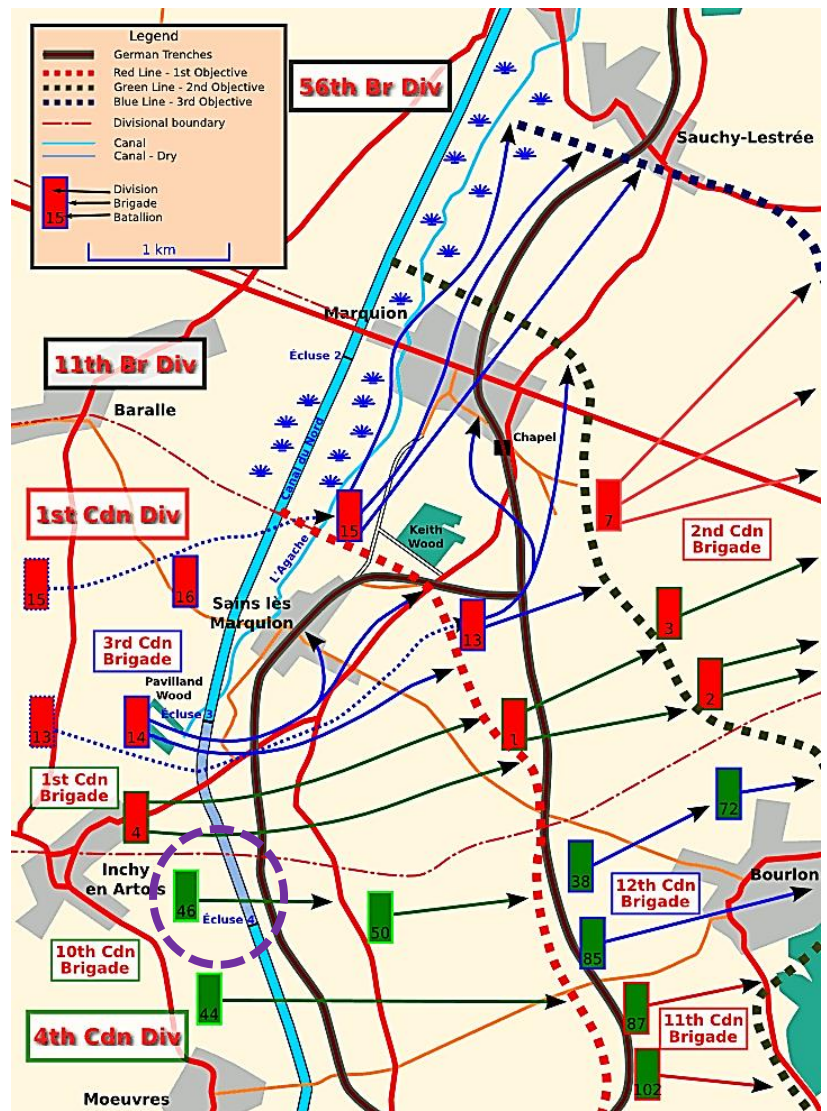 Legend
German Trenches
Red Line - 1st Objective
Green Line - 2nd Objective
Blue Line - 3rd Objective
Divisional boundary
Canal
Canal - Dry
Division
Brigade
Batallion
15
1 km
56th Br Div
Sauchy-Lestrée
Marquion
Écluse 2
11th Br Div
Baralle
Canal du Nord
Chapel
1st Cdn Div
15
Keith
Wood
7
2nd Cdn
Brigade
L'Agache
15
16
Sains lès
Marquion
13
3
3rd Cdn
Brigade
Pavilland
Wood
Écluse 3
13
14
1
2
1st Cdn
Brigade
4
72
Inchy
en Artois
46
Écluse 4
50
38
Bourlon
12th Cdn
Brigade
10th Cdn
Brigade
85
44
87
11th Cdn
Brigade
4th Cdn Div
102
Moeuvres